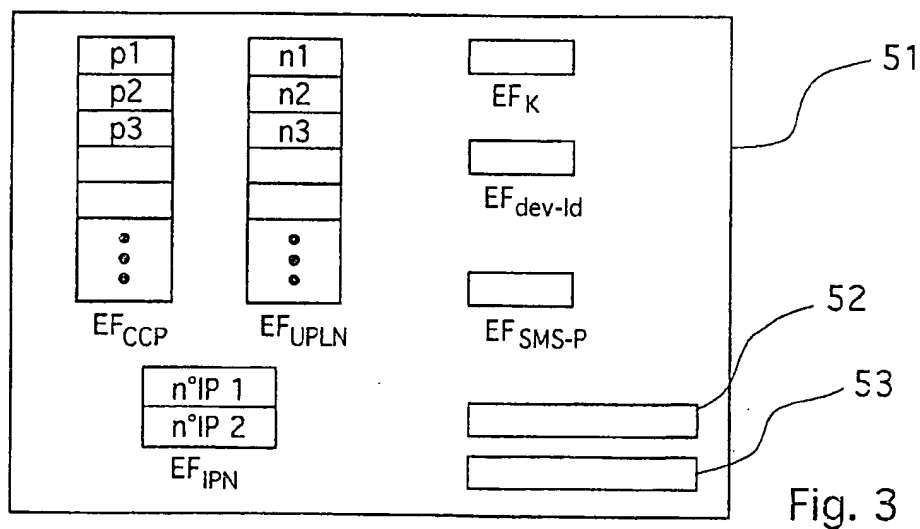 p1
p2
p3
EFCCP
n1
n2
n3
EFUPLN
EFK
EFdev-Id
EFSMS-P
n°IP 1
n°IP 2
EFIPN
51
52
53
Fig. 3